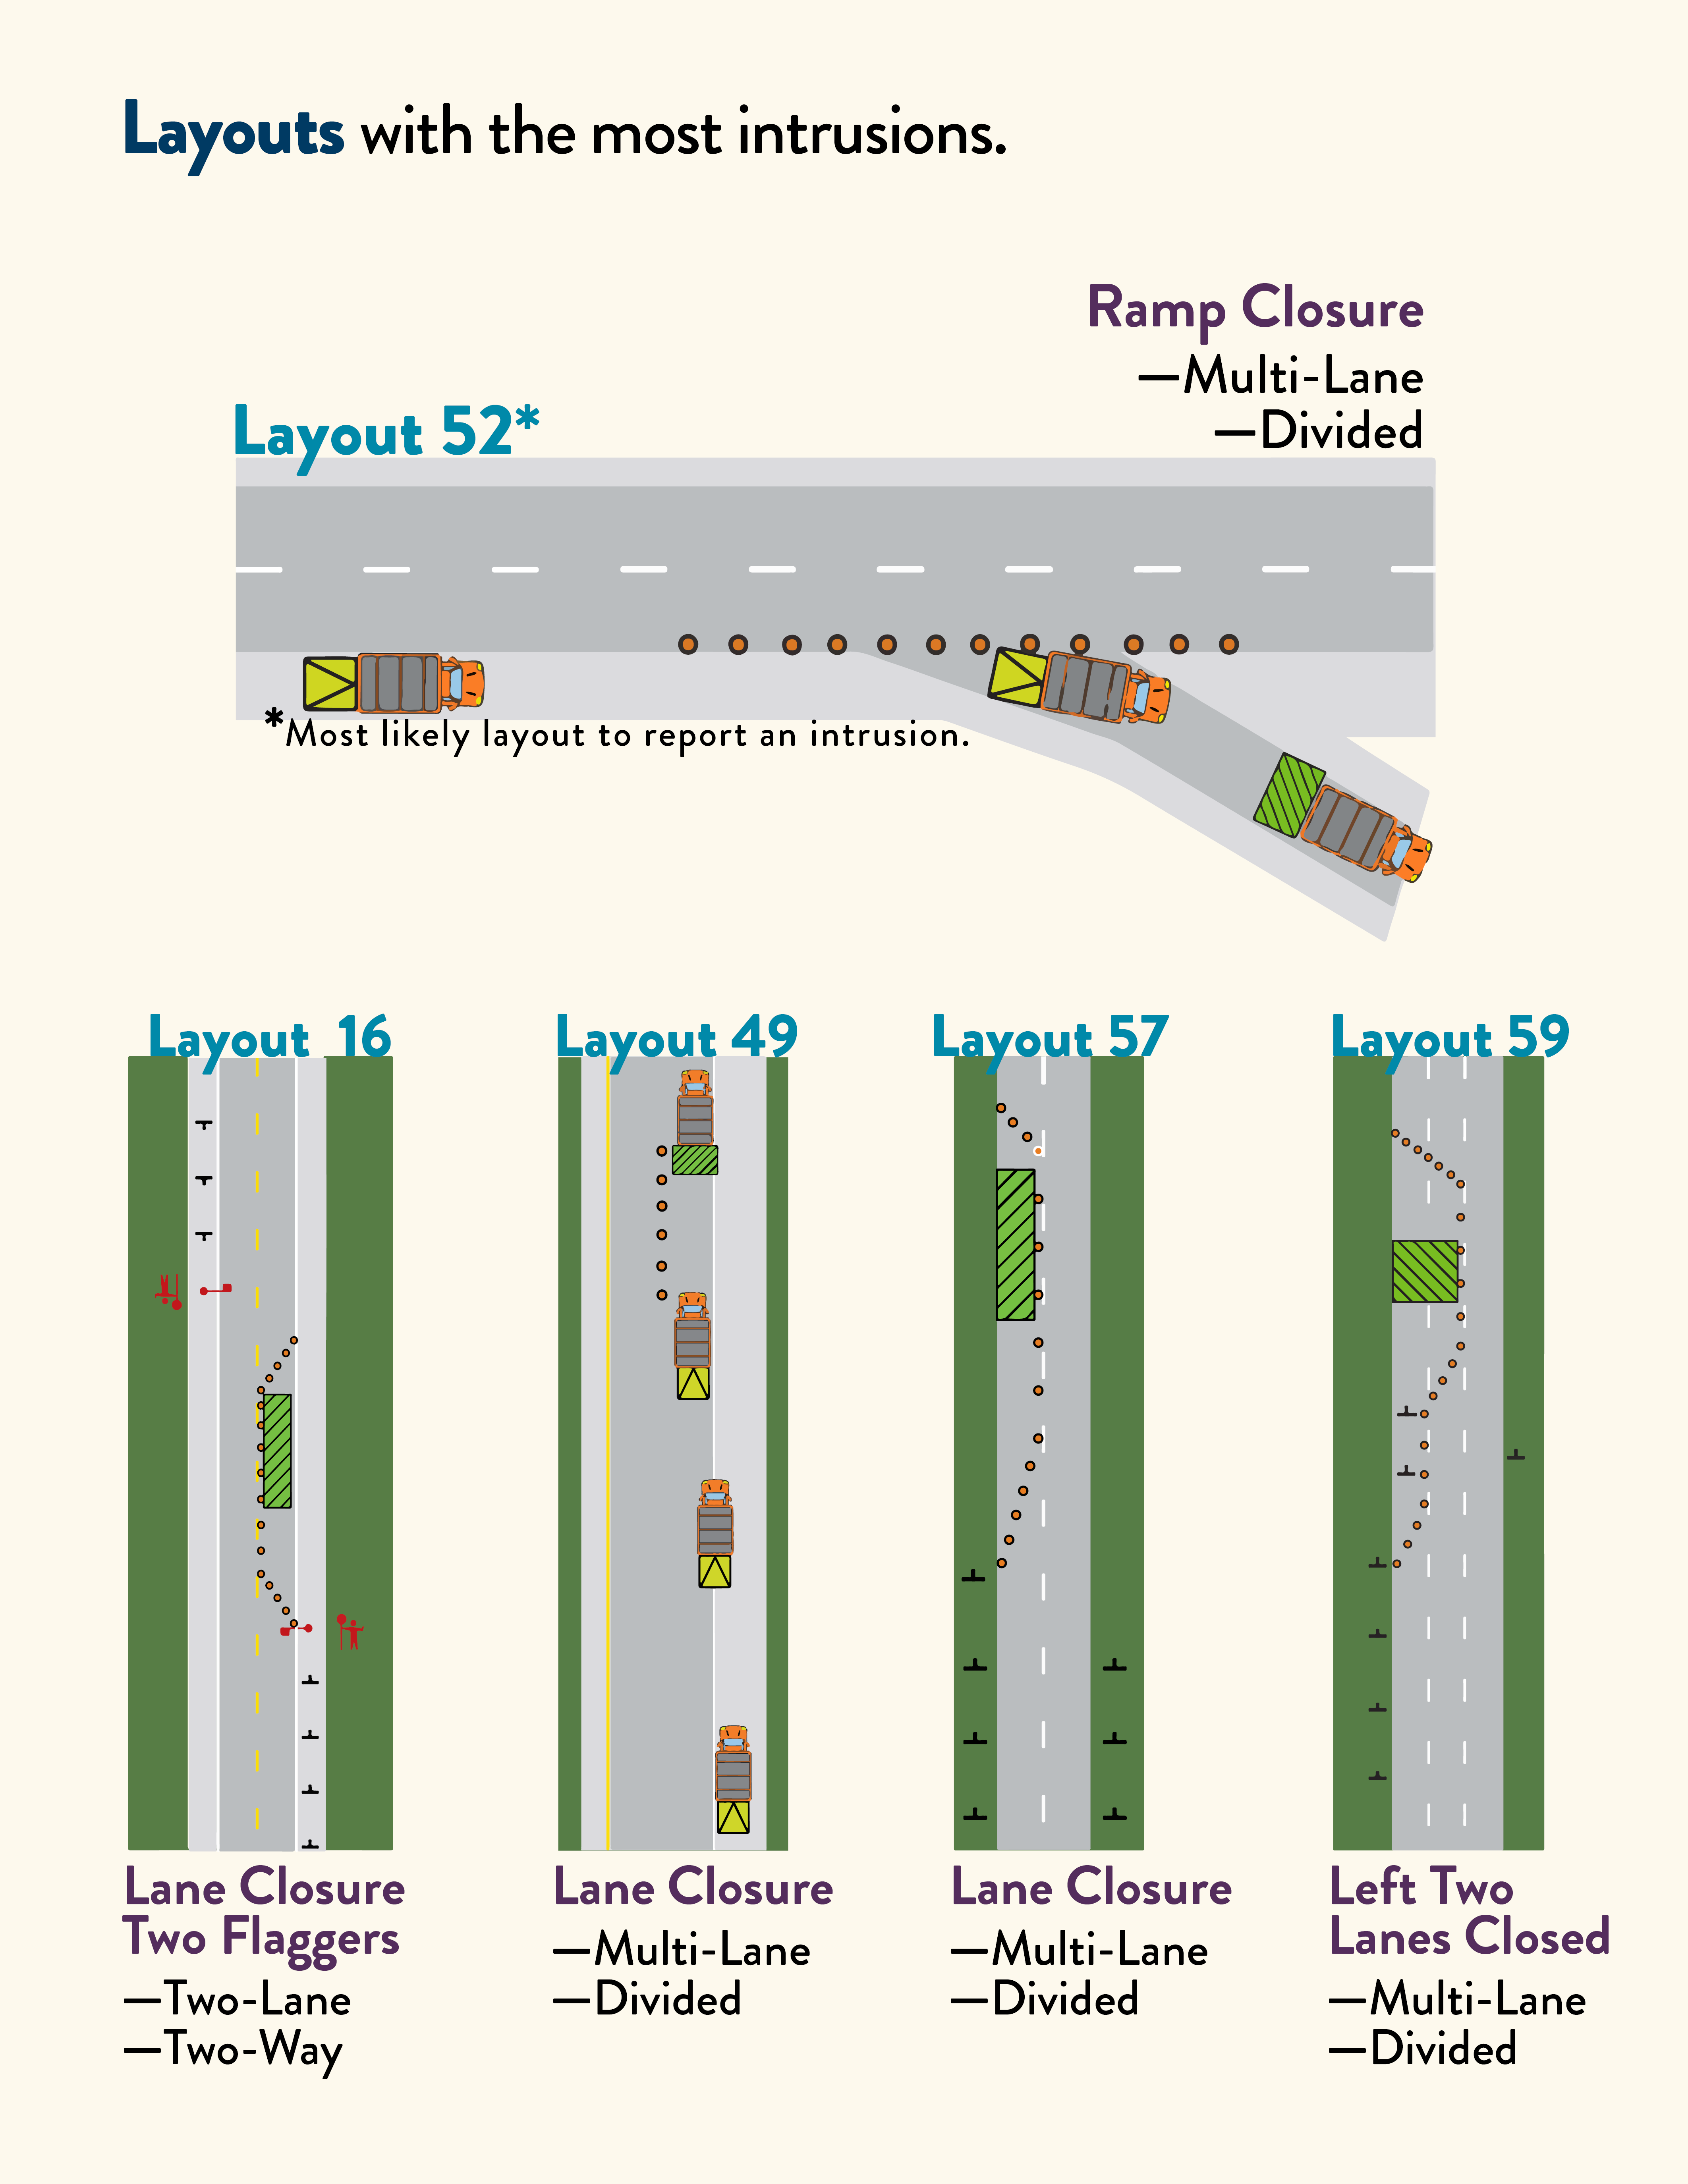 Layouts with the most intrusions.
Ramp Closure
—Multi-Lane
—Divided
Layout 52*
*Most likely layout to report an intrusion.
Layout 16
Layout 49
Layout 57
Layout 59
Lane Closure
Two Flaggers
—Two-Lane
—Two-Way
Lane Closure
—Multi-Lane
—Divided
Lane Closure
—Multi-Lane
—Divided
Left Two
Lanes Closed
—Multi-Lane
—Divided